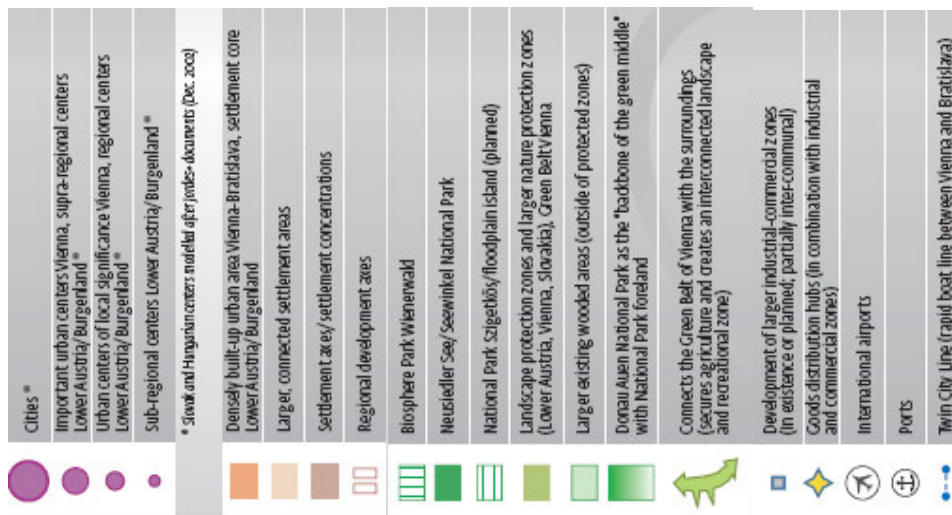 Cities *
Important urban centers Vienna, supra-regional centers
Lower Austria/Burgenland *
Urban centers of local significance Vienna, regional centers
Lower Austria/Burgenland *
Sub-regional centers Lower Austria/Burgenland *
* Slovak and Hungarian centers modelled after jordes+ documents (Dec. 2002)
Densely built-up urban area Vienna-Bratislava, settlement core
Lower Austria/Burgenland
Larger, connected settlement areas
Settlement axes/ settlement concentrations
Regional development axes
Biosphere Park Wienerwald
Neusiedler See/ Seewinkel National Park
National Park Szigetkös/floodplain island (planned)
Landscape protection zones and larger nature protection zones
(Lower Austria, Vienna, Slovakia), Green Belt Vienna
Larger existing wooded areas (outside of protected zones)
Donau Auen National Park as the "backbone of the green middle"
with National Park foreland
Connects the Green Belt of Vienna with the surroundings
(secures agriculture and creates an interconnected landscape
and recreational zone)
Development of larger industrial-commercial zones
(in existence or planned; partially inter-communal)
Goods distribution hubs (in combination with industrial
and commercial zones)
International airports
Ports
Twin City Line (rapid boat line between Vienna and Bratislava)